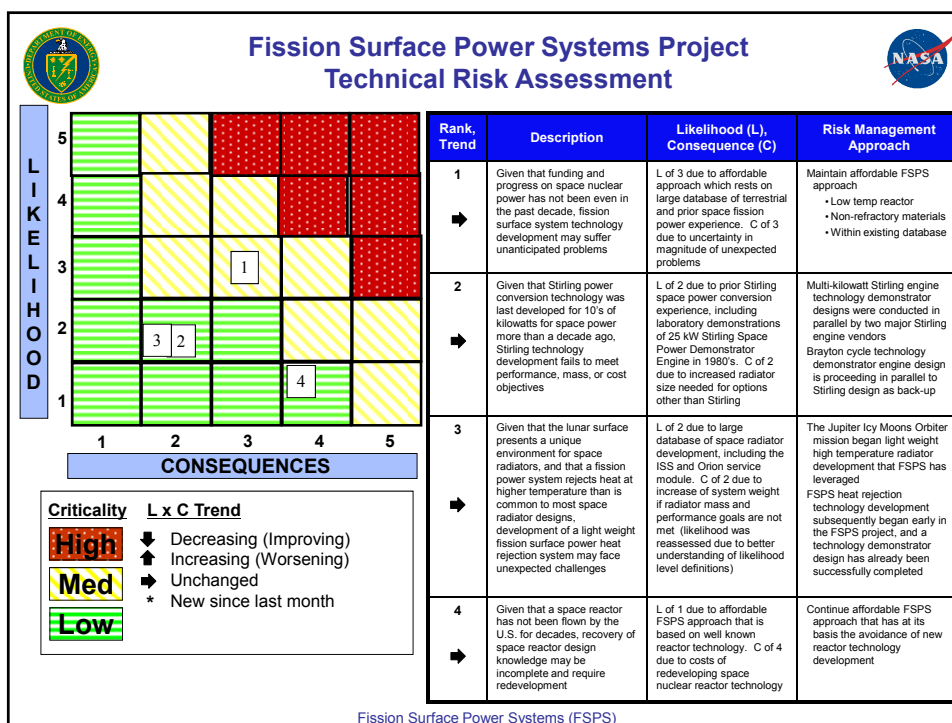 Fission Surface Power Systems Project
Technical Risk Assessment
DEPARTMENT OF ENERGY
UNITED STATES OF AMERICA
NASA
LIKELIHOOD
5
4
3
2
1
1
3
2
4
1 2 3 4 5
CONSEQUENCES
Criticality L x C Trend
High
Med
Low
Decreasing (Improving)
Increasing (Worsening)
Unchanged
* New since last month
Rank,
Trend
Description
Likelihood (L),
Consequence (C)
Risk Management
Approach
1
Given that funding and
progress on space nuclear
power has not been even in
the past decade, fission
surface system technology
development may suffer
unanticipated problems
L of 3 due to affordable
approach which rests on
large database of terrestrial
and prior space fission
power experience. C of 3
due to uncertainty in
magnitude of unexpected
problems
Maintain affordable FSPS
approach
• Low temp reactor
• Non-refractory materials
• Within existing database
2
Given that Stirling power
conversion technology was
last developed for 10's of
kilowatts for space power
more than a decade ago,
Stirling technology
development fails to meet
performance, mass, or cost
objectives
L of 2 due to prior Stirling
space power conversion
experience, including
laboratory demonstrations
of 25 kW Stirling Space
Power Demonstrator
Engine in 1980's. C of 2
due to increased radiator
size needed for options
other than Stirling
Multi-kilowatt Stirling engine
technology demonstrator
designs were conducted in
parallel by two major Stirling
engine vendors
Brayton cycle technology
demonstrator engine design
is proceeding in parallel to
Stirling design as back-up
3
Given that the lunar surface
presents a unique
environment for space
radiators, and that a fission
power system rejects heat at
higher temperature than is
common to most space
radiator designs,
development of a light weight
fission surface power heat
rejection system may face
unexpected challenges
L of 2 due to large
database of space radiator
development, including the
ISS and Orion service
module. C of 2 due to
increase of system weight
if radiator mass and
performance goals are not
met (likelihood was
reassessed due to better
understanding of likelihood
level definitions)
The Jupiter Icy Moons Orbiter
mission began light weight
high temperature radiator
development that FSPS has
leveraged
FSPS heat rejection
technology development
subsequently began early in
the FSPS project, and a
technology demonstrator
design has already been
successfully completed
4
Given that a space reactor
has not been flown by the
U.S. for decades, recovery of
space reactor design
knowledge may be
incomplete and require
redevelopment
L of 1 due to affordable
FSPS approach that is
based on well known
reactor technology. C of 4
due to costs of
redeveloping space
nuclear reactor technology
Continue affordable FSPS
approach that has at its
basis the avoidance of new
reactor technology
development
Fission Surface Power Systems (FSPS)